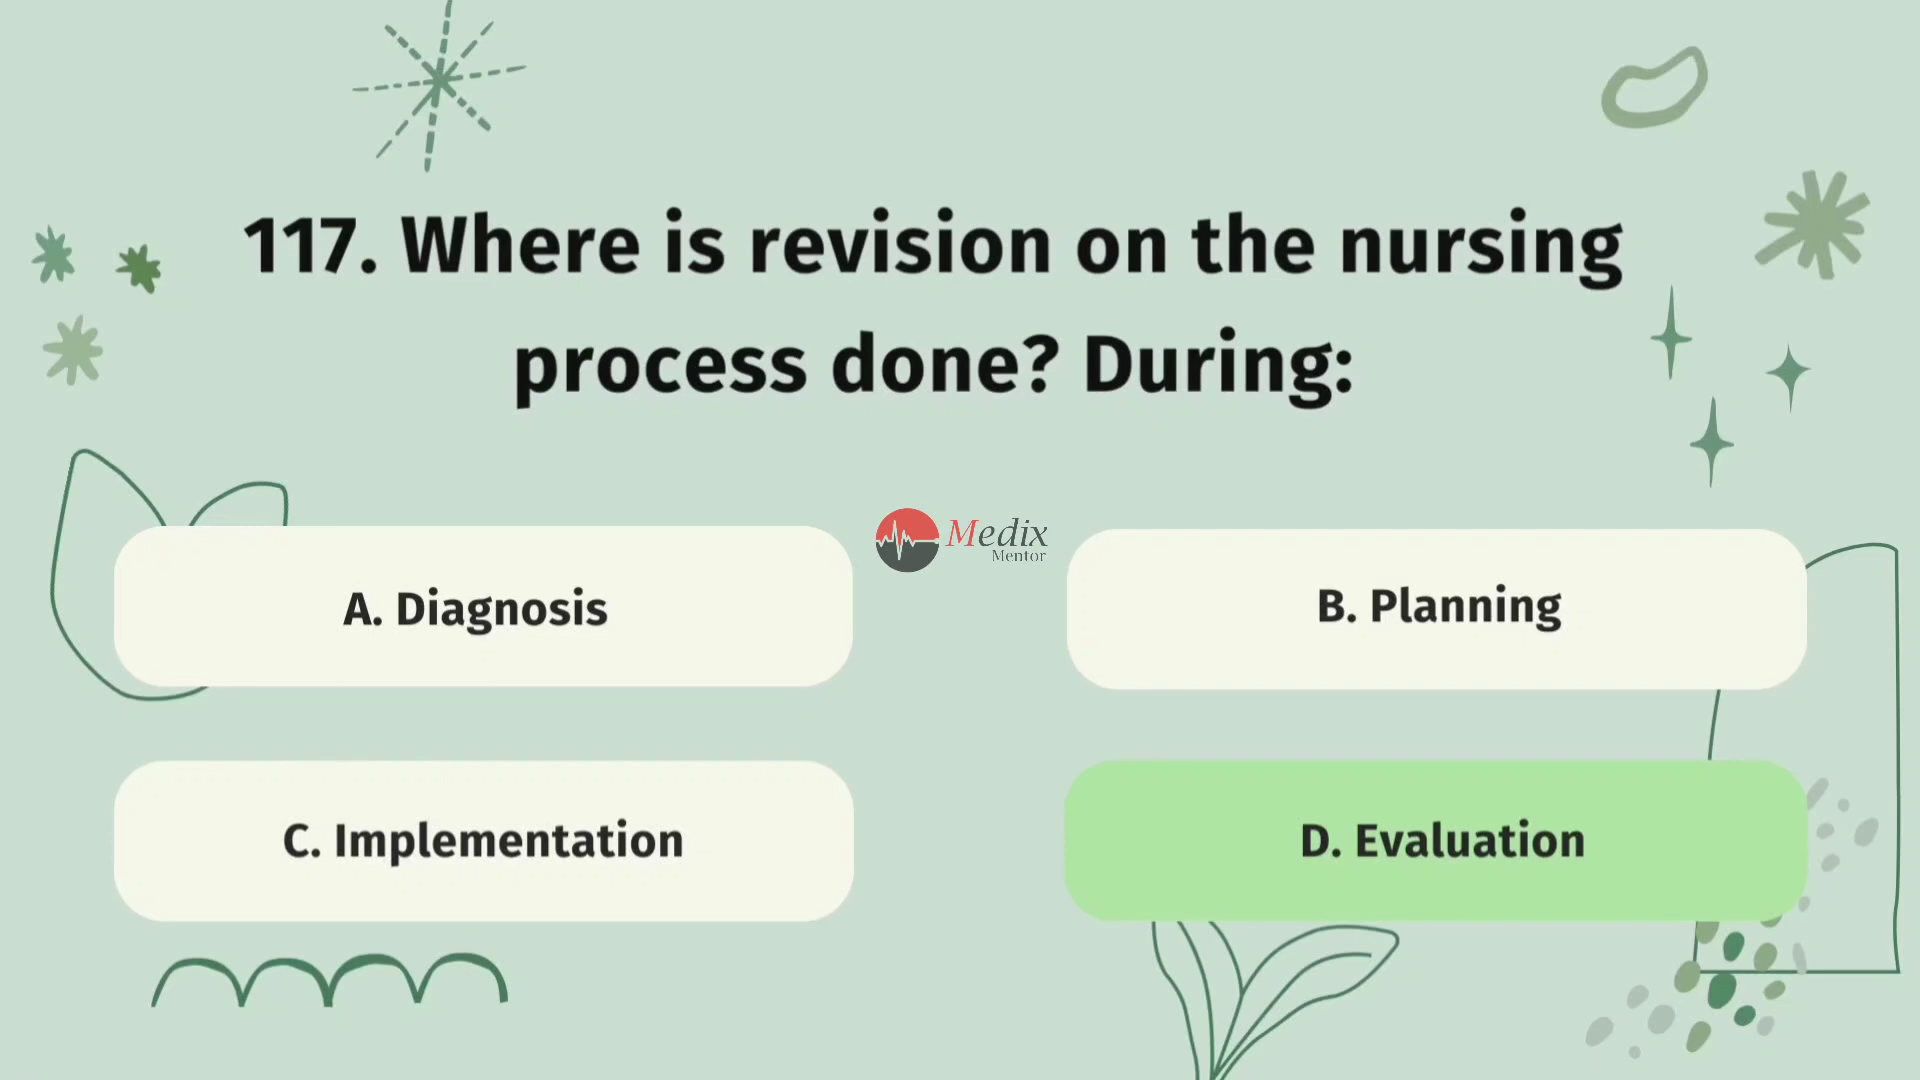 117. Where is revision on the nursing
process done? During:
Medix
Mentor
A. Diagnosis
B. Planning
C. Implementation
D. Evaluation